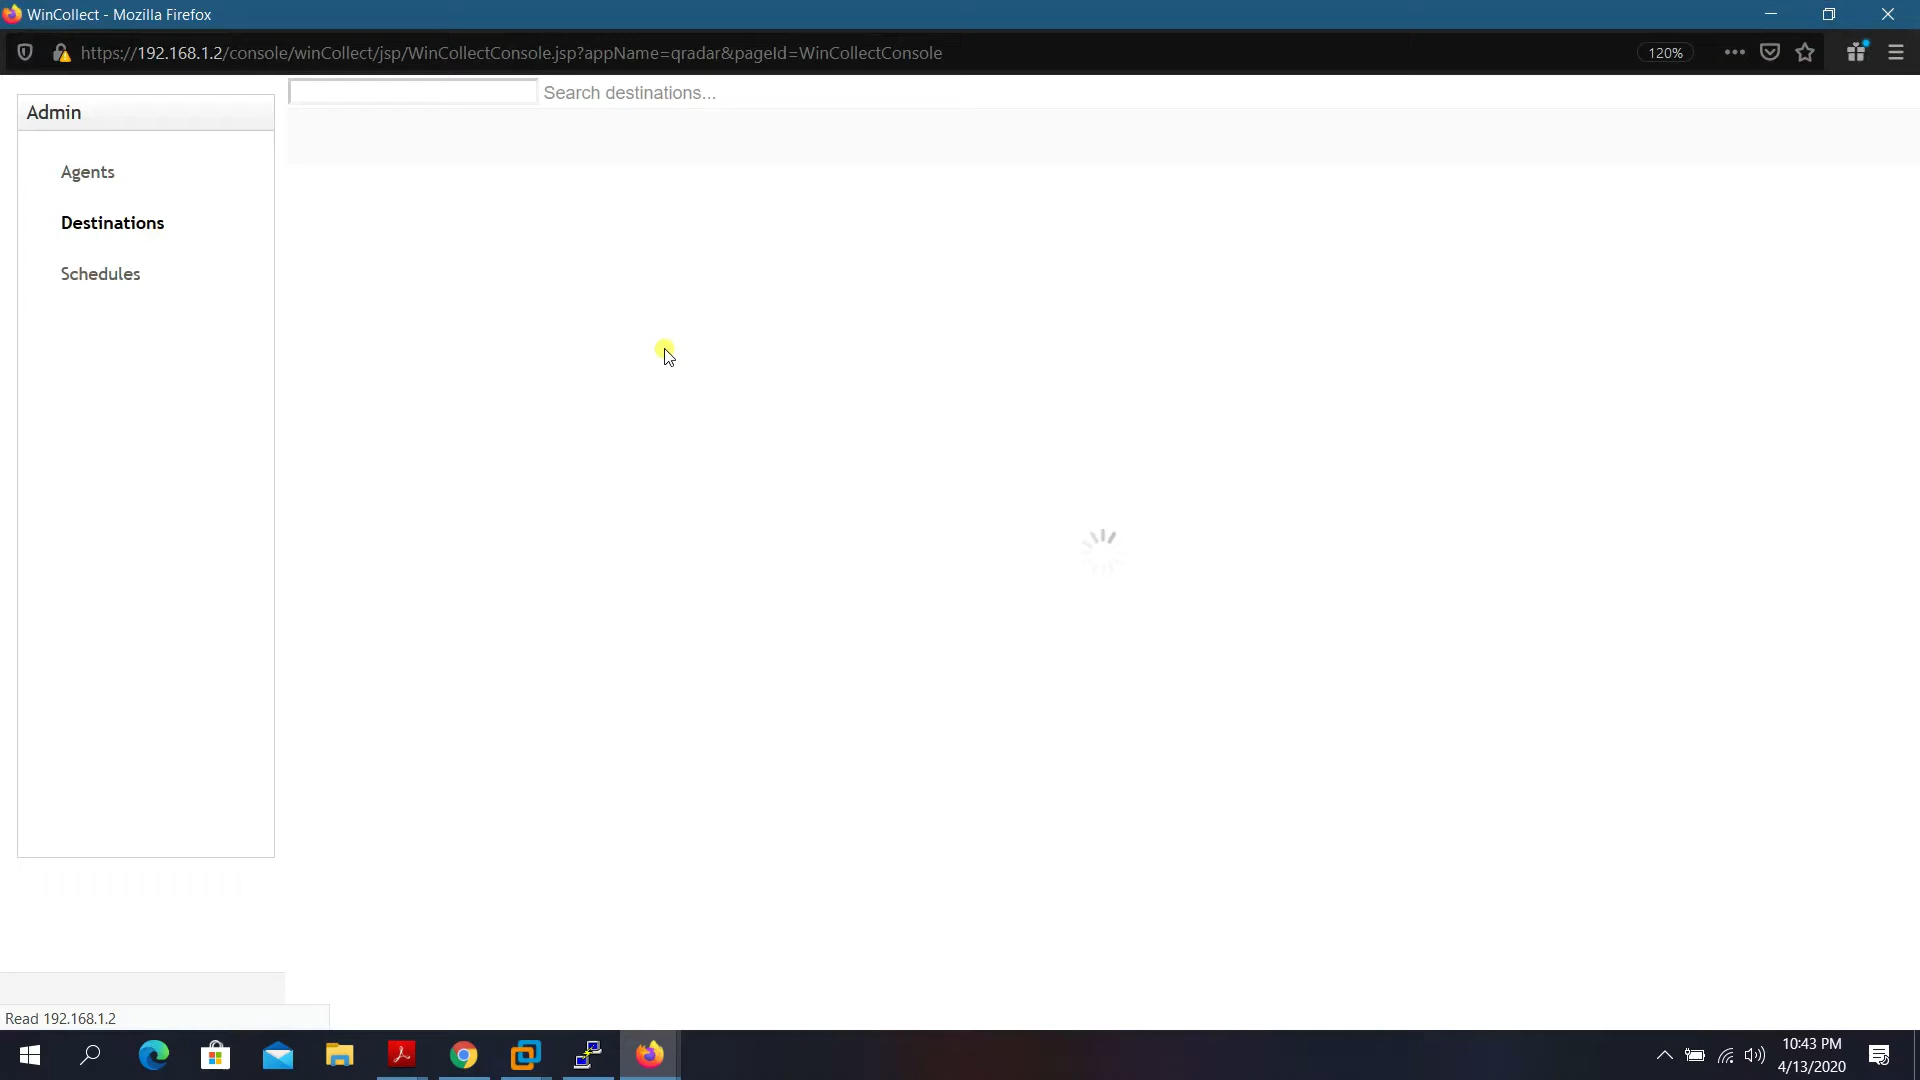 WinCollect - Mozilla Firefox
https://192.168.1.2/console/winCollect/jsp/WinCollectConsole.jsp?appName=qradar&pageId=WinCollectConsole
120%
Search destinations...
Admin
Agents
Destinations
Schedules
Read 192.168.1.2
10:43 PM
4/13/2020